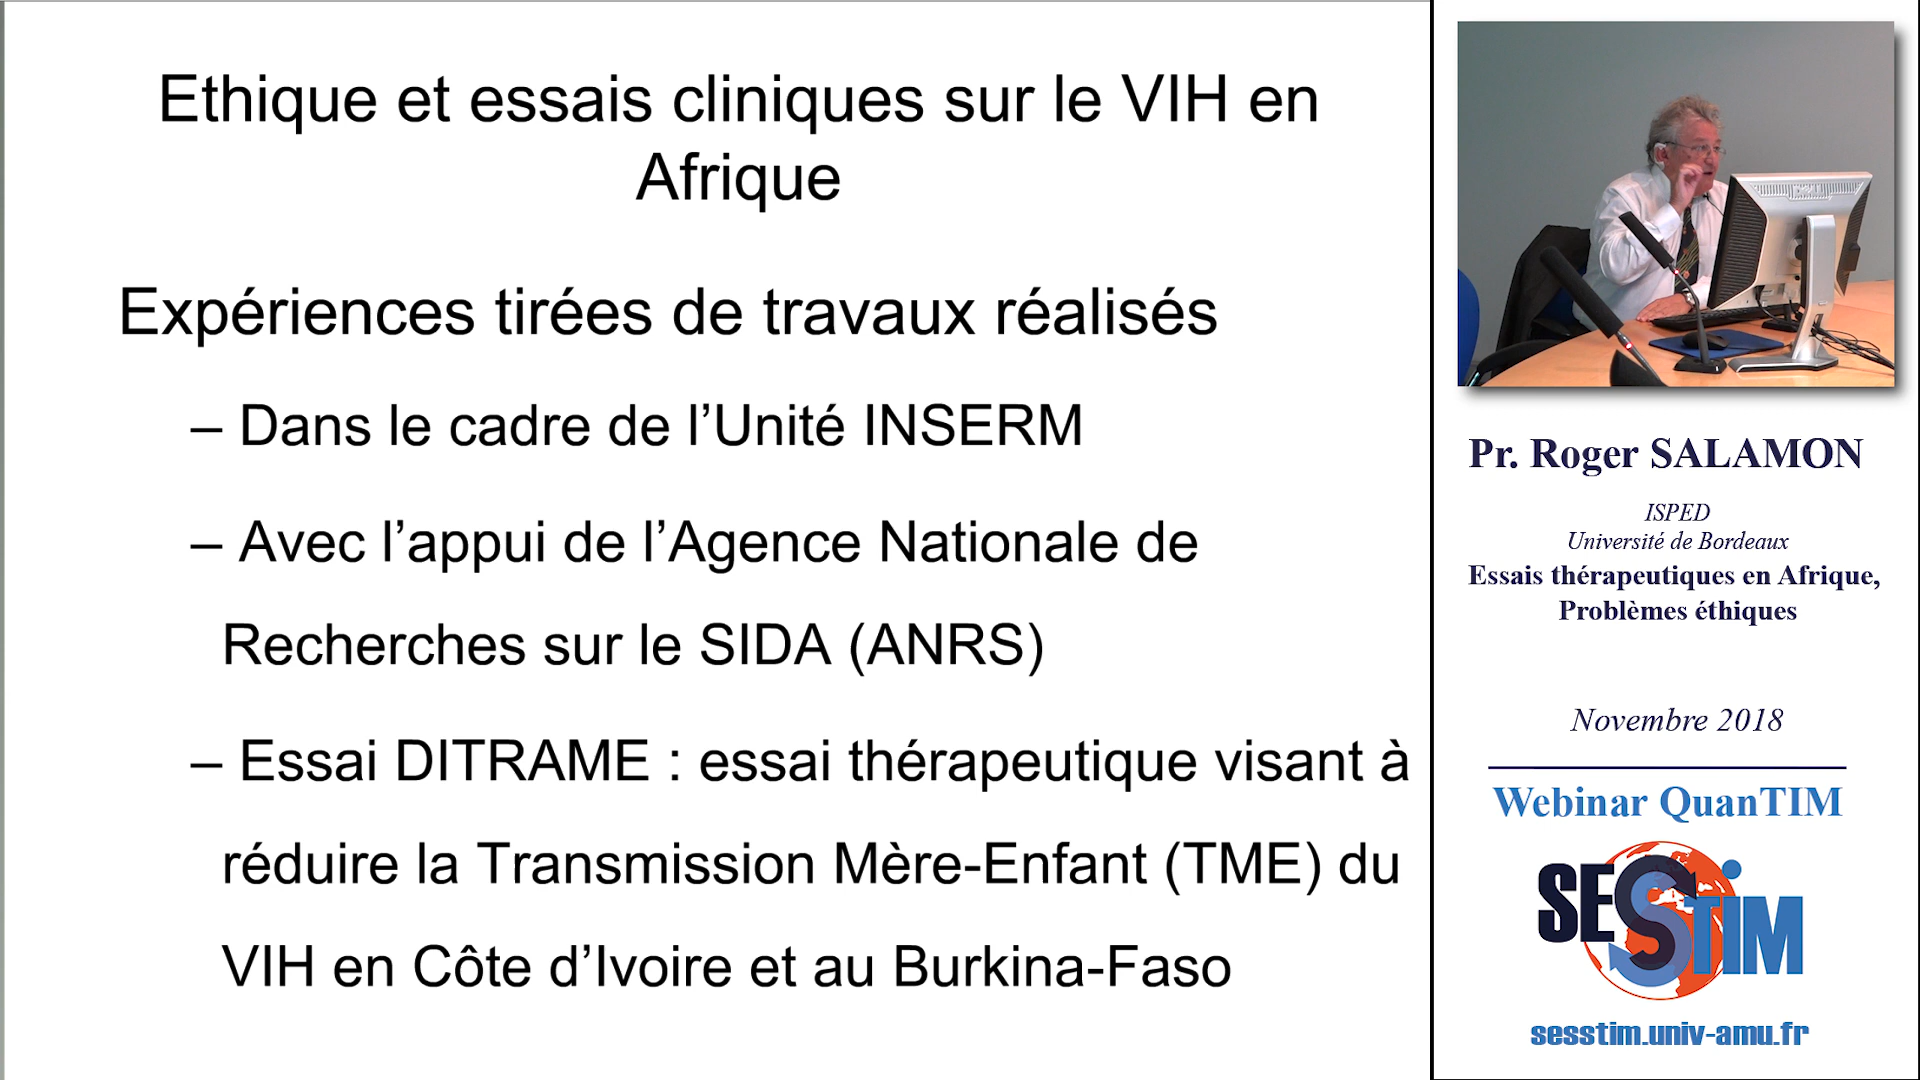 Ethique et essais cliniques sur le VIH en
Afrique
Expériences tirées de travaux réalisés
– Dans le cadre de l’Unité INSERM
– Avec l’appui de l’Agence Nationale de
Recherches sur le SIDA (ANRS)
– Essai DITRAME : essai thérapeutique visant à
réduire la Transmission Mère-Enfant (TME) du
VIH en Côte d’Ivoire et au Burkina-Faso
Pr. Roger SALAMON
ISPED
Université de Bordeaux
Essais thérapeutiques en Afrique,
Problèmes éthiques
Novembre 2018
Webinar QuanTIM
SESSTIM
sesstim.univ-amu.fr